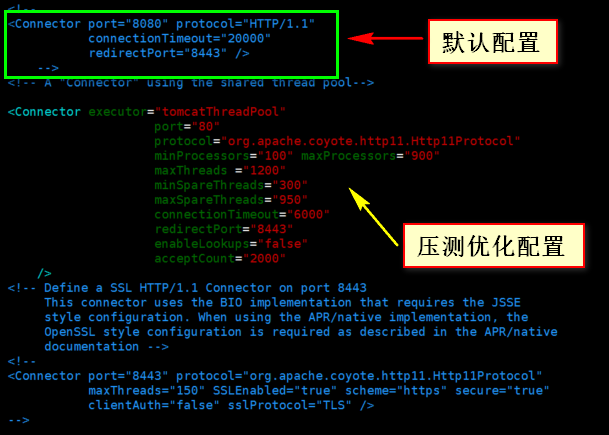 <!--
<Connector port="8080" protocol="HTTP/1.1"
connectionTimeout="20000"
redirectPort="8443" />
-->
默认配置
<!-- A "Connector" using the shared thread pool-->
<Connector executor="tomcatThreadPool"
port="80"
protocol="org.apache.coyote.http11.Http11Protocol"
minProcessors="100" maxProcessors="900"
maxThreads ="1200"
minSpareThreads="300"
maxSpareThreads="950"
connectionTimeout="6000"
redirectPort="8443"
enableLookups="false"
acceptCount="2000"
/>
压测优化配置
<!-- Define a SSL HTTP/1.1 Connector on port 8443
This connector uses the BIO implementation that requires the JSSE
style configuration. When using the APR/native implementation, the
OpenSSL style configuration is required as described in the APR/native
documentation -->
<!--
<Connector port="8443" protocol="org.apache.coyote.http11.Http11Protocol"
maxThreads="150" SSLEnabled="true" scheme="https" secure="true"
clientAuth="false" sslProtocol="TLS" />
-->